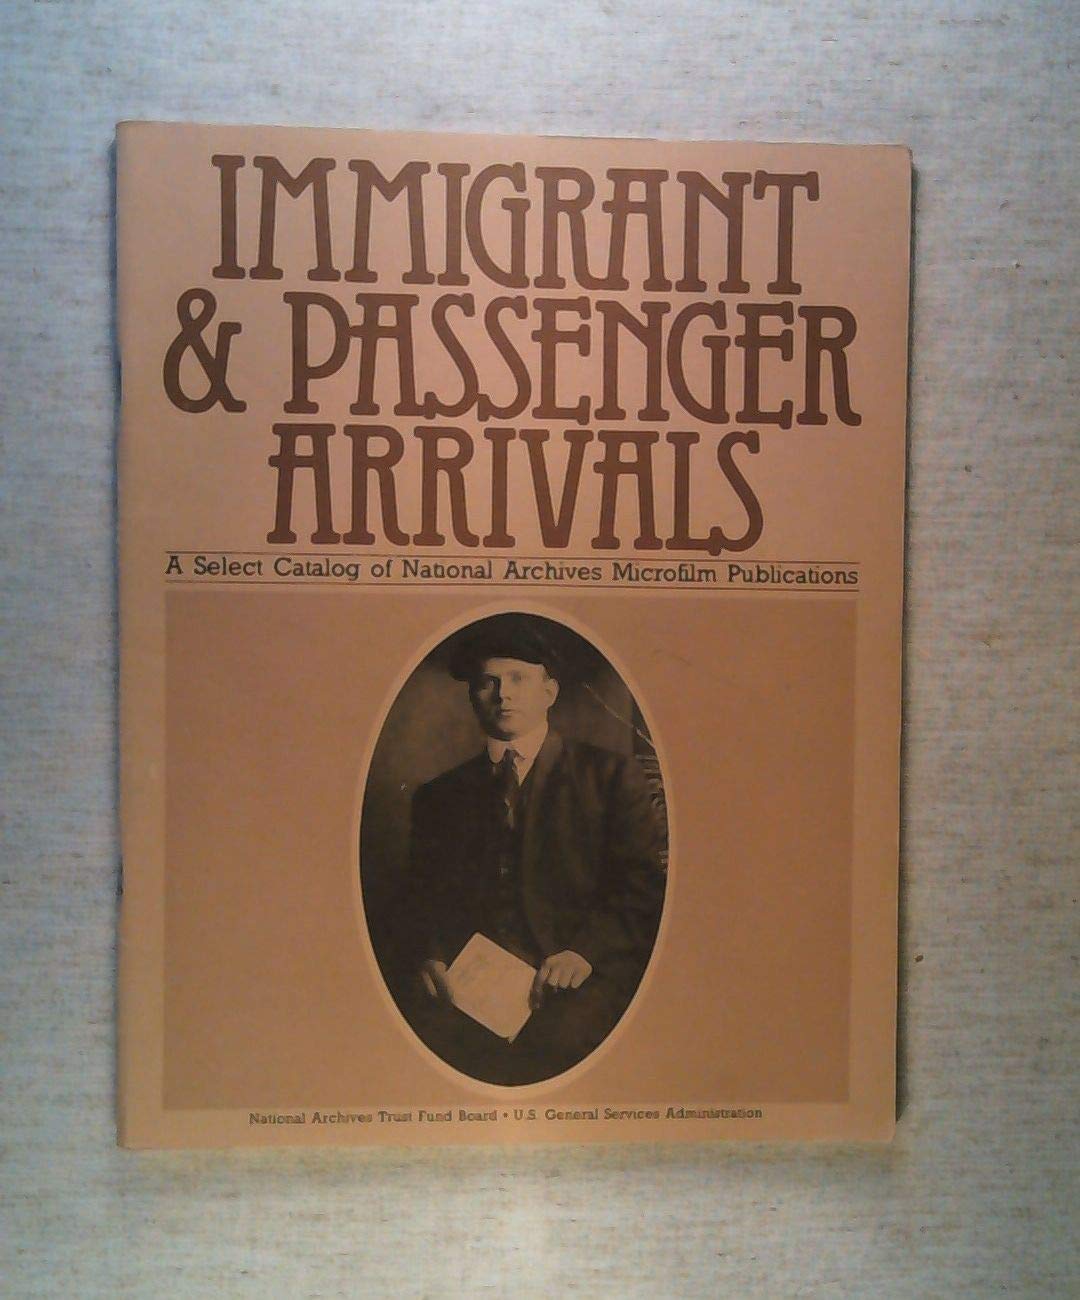 IMMIGRANT
& PASSENGER
ARRIVALS
A Select Catalog of National Archives Microfilm Publications
National Archives Trust Fund Board • U.S. General Services Administration